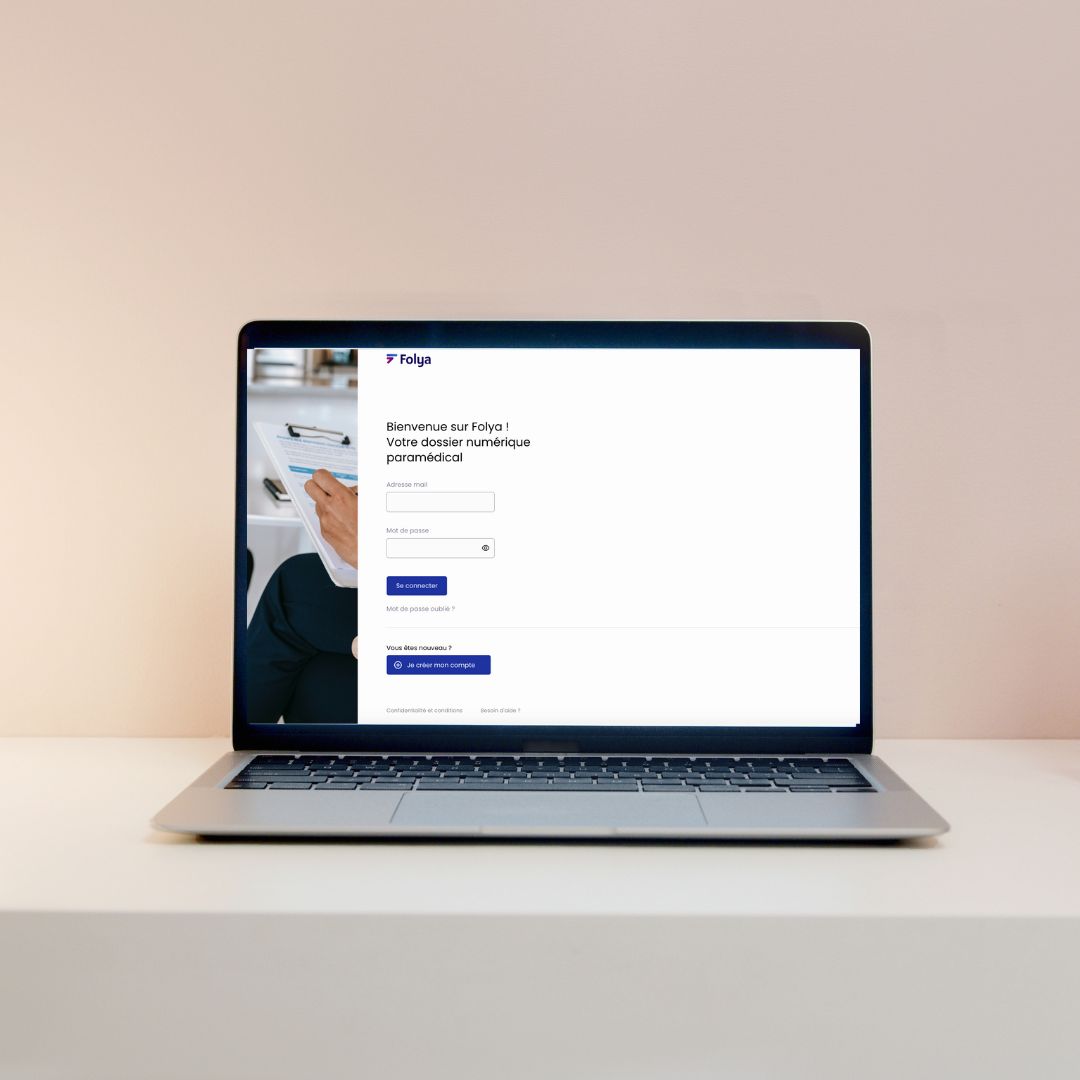 Folya
Bienvenue sur Folya !
Votre dossier numérique
paramédical
Adresse mail
Mot de passe
Se connecter
Mot de passe oublié ?
Vous êtes nouveau ?
Je créer mon compte
Confidentialité et conditions
Besoin d'aide ?